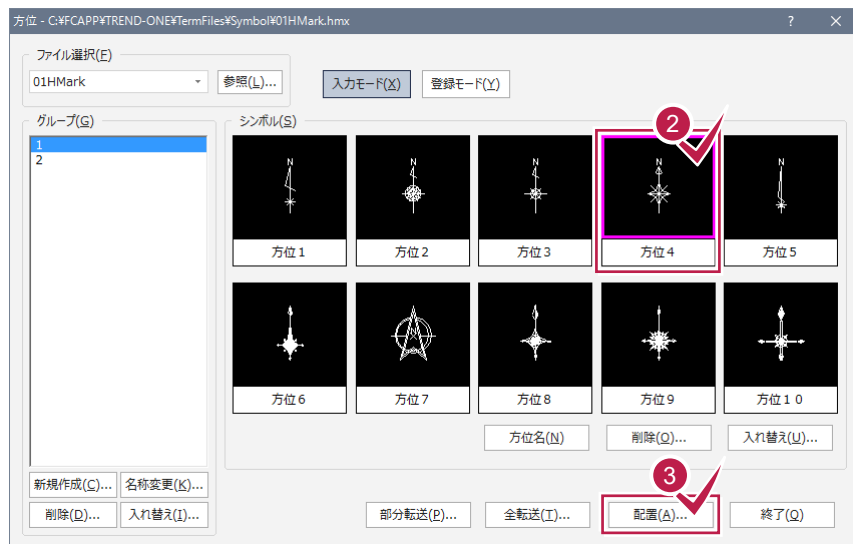 方位 - C:¥FCAPP¥TREND-ONE¥TermFiles¥Symbol¥01HMark.hmx
ファイル選択(F)
01HMark
参照(L)...
入力モード(X)
登録モード(Y)
グループ(G)
1
2
シンボル(S)
2
N
N
N
N
N
方位1
方位2
方位3
方位4
方位5
N
方位6
方位7
方位8
方位9
方位10
方位名(N)
削除(O)...
入れ替え(U)...
新規作成(C)...
名称変更(K)...
削除(D)...
入れ替え(I)...
3
部分転送(P)...
全転送(T)...
配置(A)...
終了(Q)